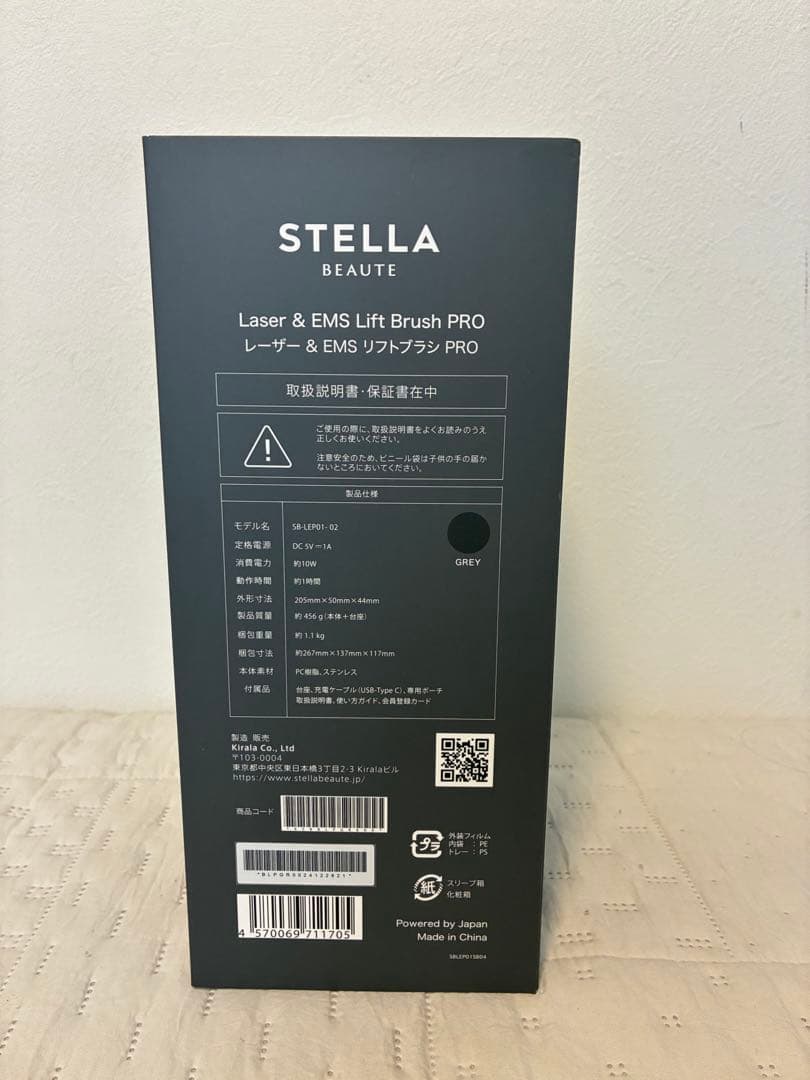 STELLA
BEAUTE
Laser & EMS Lift Brush PRO
レーザー & EMS リフトブラシ PRO
取扱説明書・保証書在中
ご使用の際に、取扱説明書をよくお読みのうえ
正しくお使いください。
注意安全のため、ビニール袋は子供の手の届か
ないところにおいてください。
製品仕様
モデル名 SB-LEP01- 02
定格電源 DC 5V⎓1A
消費電力 約10W
動作時間 約1時間
外形寸法 205mm×50mm×44mm
製品質量 約 456 g (本体+台座)
梱包重量 約 1.1 kg
梱包寸法 約267mm×137mm×117mm
本体素材 PC樹脂、ステンレス
付属品 台座、充電ケーブル(USB-Type C)、専用ポーチ
取扱説明書、使い方ガイド、会員登録カード
GREY
製造 販売
Kirala Co., Ltd
〒103-0004
東京都中央区東日本橋3丁目2-3 Kiralaビル
https://www.stellabeaute.jp/
商品コード
*BLPGR0024122821*
4 570069 711705
プラ
外装フィルム
内袋 : PE
トレー : PS
紙
スリーブ箱
化粧箱
Powered by Japan
Made in China
SBLEP01SB04